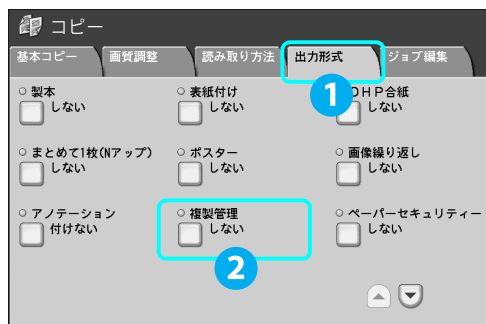 コピー
基本コピー 画質調整 読み取り方法 出力形式 ジョブ編集
1
製本 表紙付け OHP合紙
しない しない しない
まとめて1枚(Nアップ) ポスター 画像繰り返し
しない しない しない
アノテーション 複製管理 ペーパーセキュリティー
付けない しない しない
2